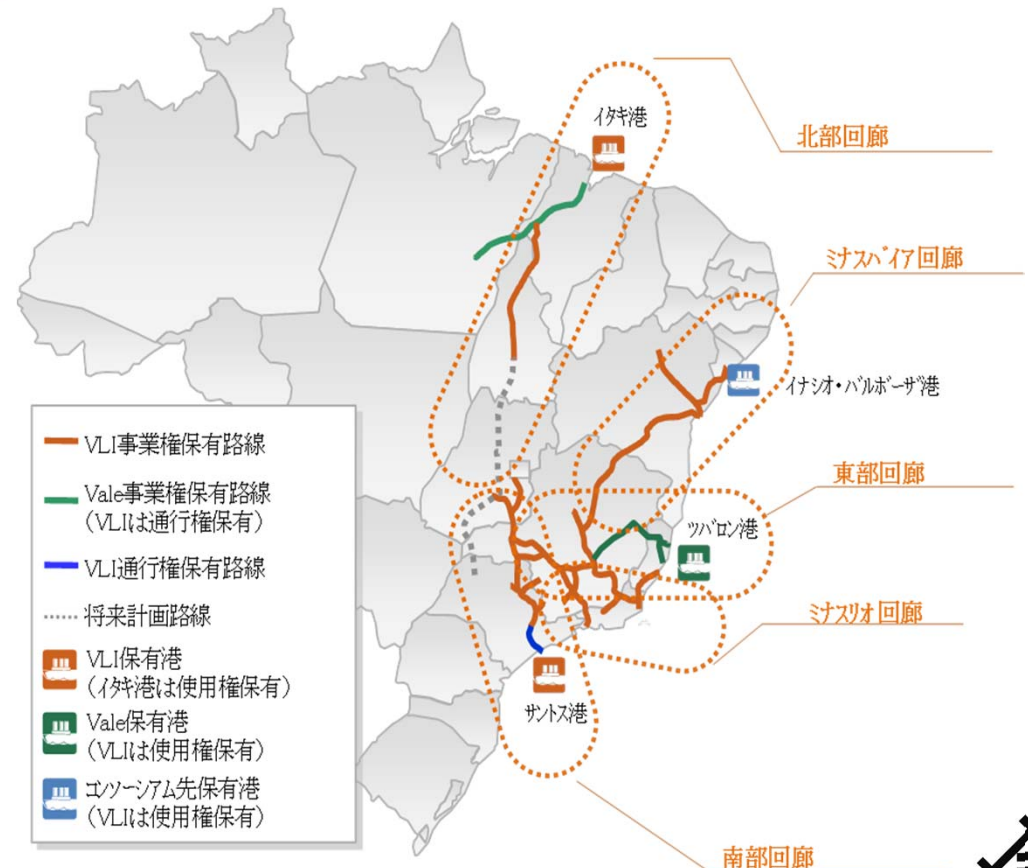 イタキ港
北部回廊
ミナスバイア回廊
イナシオ・バルボーザ港
東部回廊
ツバロン港
ミナスリオ回廊
サントス港
南部回廊
VLI事業権保有路線
Vale事業権保有路線
(VLIは通行権保有)
VLI通行権保有路線
将来計画路線
VLI保有港
(イタキ港は使用権保有)
Vale保有港
(VLIは使用権保有)
コンソーシアム先保有港
(VLIは使用権保有)